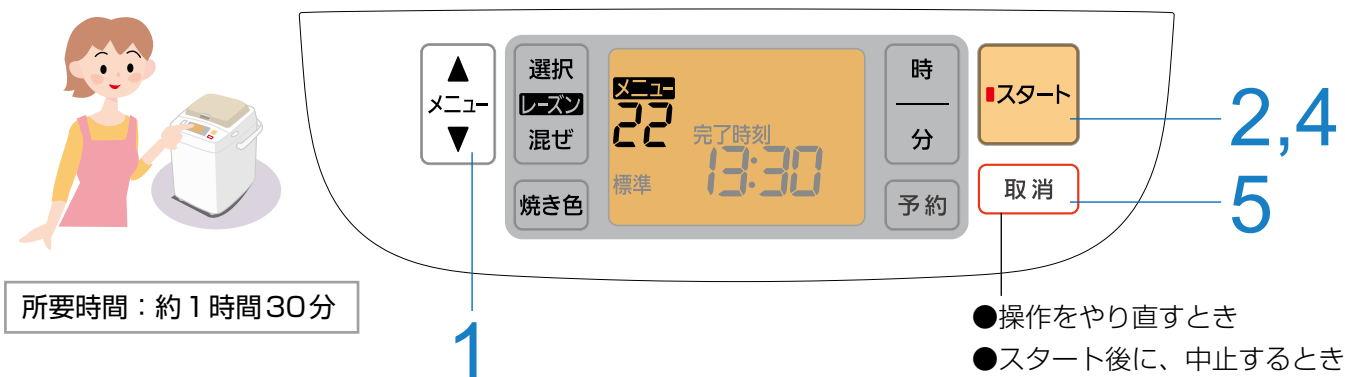 ▲
メニュー
▼
選択
レーズン
混ぜ
焼き色
メニュー
22
完了時刻
13:30
標準
時
分
予約
スタート
取消
2,4
5
1
所要時間：約1時間30分
●操作をやり直すとき
●スタート後に、中止するとき